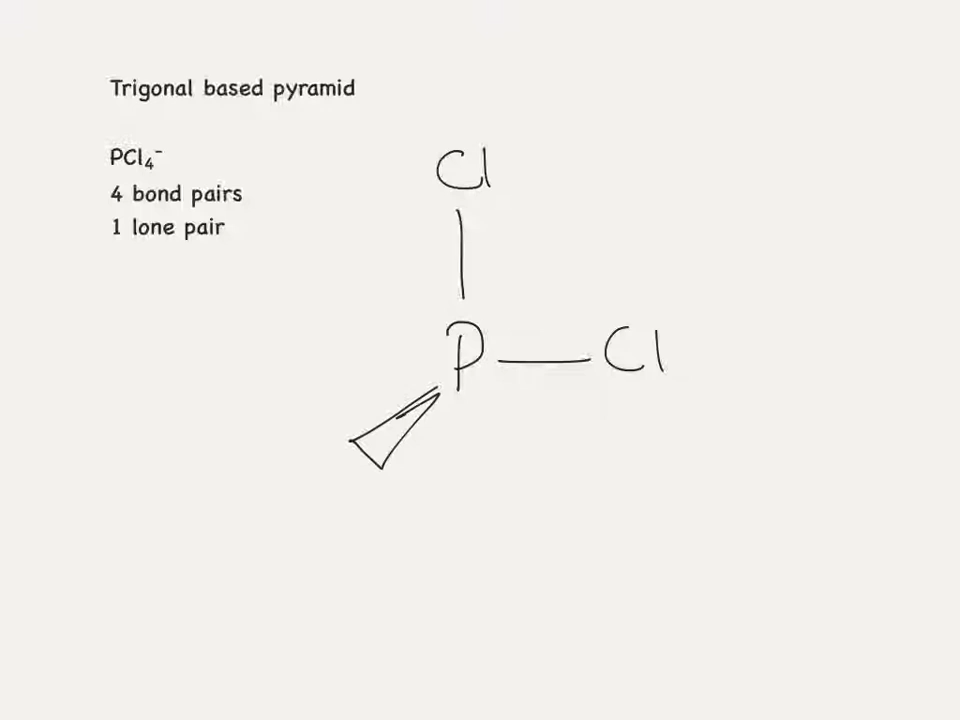 Trigonal based pyramid
PCl₄⁻
4 bond pairs
1 lone pair
Cl
P Cl